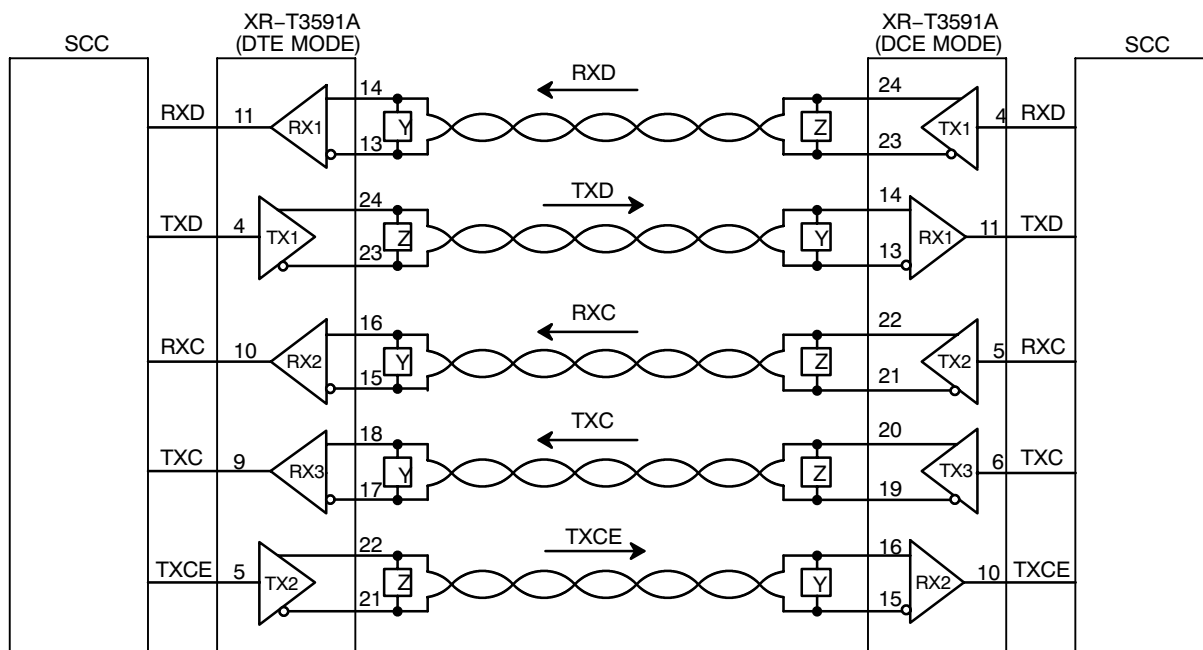 SCC
XR–T3591A
(DTE MODE)
XR–T3591A
(DCE MODE)
SCC
RXD 11 RX1 14 13 Y RXD Z 24 23 TX1 4 RXD
TXD 4 TX1 24 23 Z TXD Y 14 13 RX1 11 TXD
RXC 10 RX2 16 15 Y RXC Z 22 21 TX2 5 RXC
TXC 9 RX3 18 17 Y TXC Z 20 19 TX3 6 TXC
TXCE 5 TX2 22 21 Z TXCE Y 16 15 RX2 10 TXCE